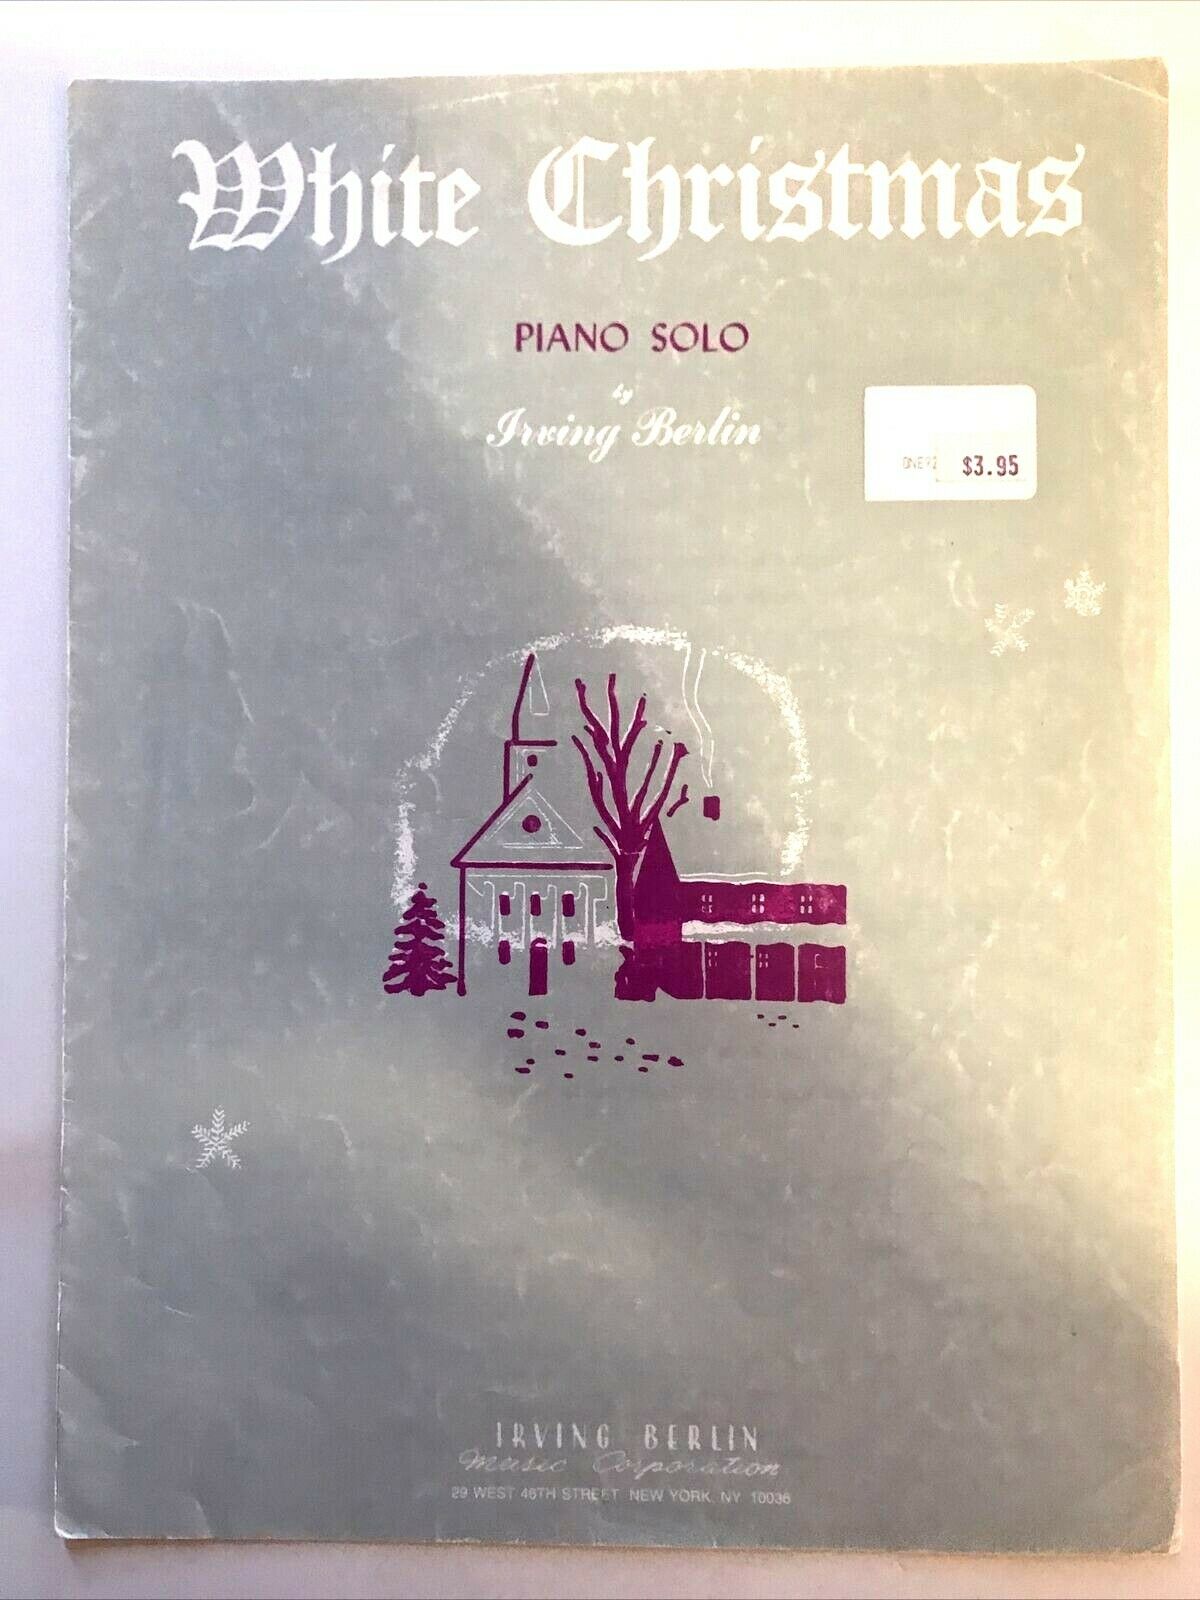 White Christmas
PIANO SOLO
by
Irving Berlin
$3.95
IRVING BERLIN
Music Corporation
29 WEST 46TH STREET NEW YORK, NY 10036